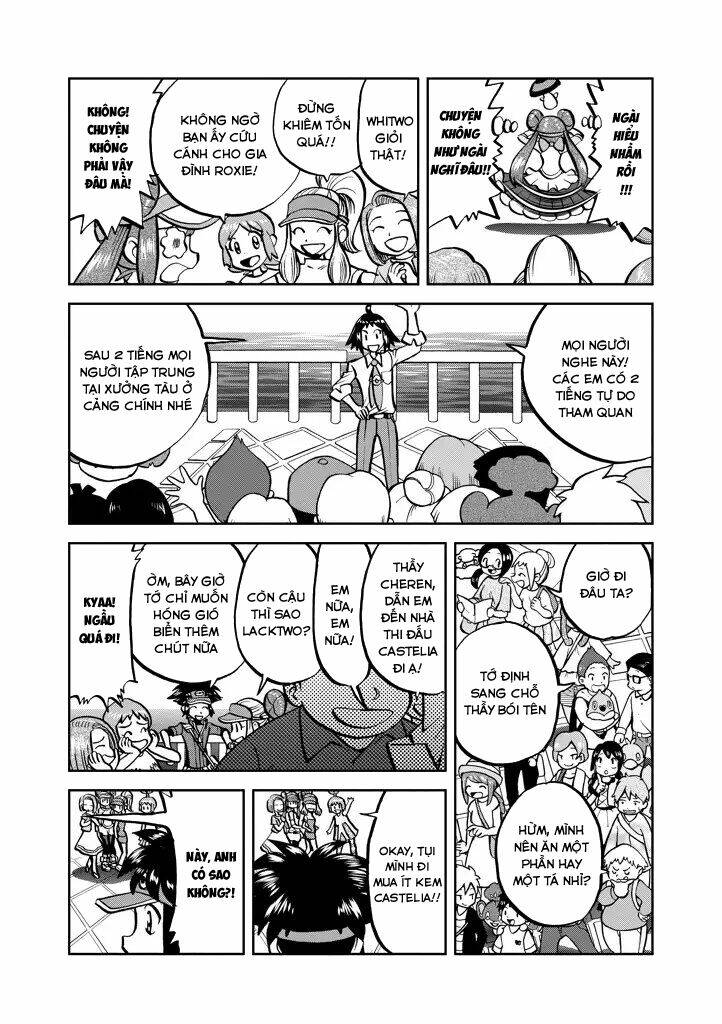 NGÀI
HIỂU
NHẦM
RỒI
!!!
CHUYỆN
KHÔNG
NHƯ NGÀI
NGHĨ ĐÂU!!
WHITWO
GIỎI
THẬT!
ĐỪNG
KHIÊM TỐN
QUÁ!!
KHÔNG NGỜ
BẠN ẤY CỨU
CÁNH CHO GIA
ĐÌNH ROXIE!
KHÔNG!
CHUYỆN
KHÔNG
PHẢI VẬY
ĐÂU MÀ!
MỌI NGƯỜI
NGHE NÀY!
CÁC EM CÓ 2
TIẾNG TỰ DO
THAM QUAN
SAU 2 TIẾNG MỌI
NGƯỜI TẬP TRUNG
TẠI XƯỞNG TÀU Ở
CẢNG CHÍNH NHÉ
GIỜ ĐI
ĐÂU TA?
TỚ ĐỊNH
SANG CHỖ
THẦY BÓI TÊN
HỪM, MÌNH
NÊN ĂN MỘT
PHẦN HAY
MỘT TÁ NHỈ?
THẦY
CHEREN,
DẪN EM
ĐẾN NHÀ
THI ĐẤU
CASTELIA
ĐI Ạ!
EM
NỮA,
EM
NỮA!
CÒN CẬU
THÌ SAO
LACKTWO?
ỜM, BÂY GIỜ
TỚ CHỈ MUỐN
HÓNG GIÓ
BIỂN THÊM
CHÚT NỮA
KYAA!
NGẦU
QUÁ ĐI!
OKAY, TỤI
MÌNH ĐI
MUA ÍT KEM
CASTELIA!!
NÀY, ANH
CÓ SAO
KHÔNG?!